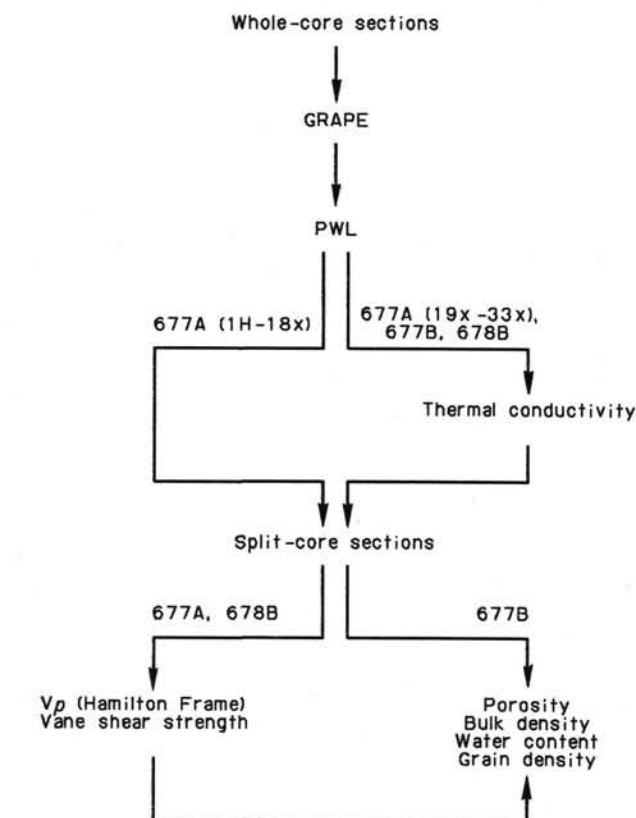 Whole-core sections
GRAPE
PWL
677A (1H-18x)
677A (19x-33x),
677B, 678B
Thermal conductivity
Split-core sections
677A, 678B
677B
Vp (Hamilton Frame)
Vane shear strength
Porosity
Bulk density
Water content
Grain density